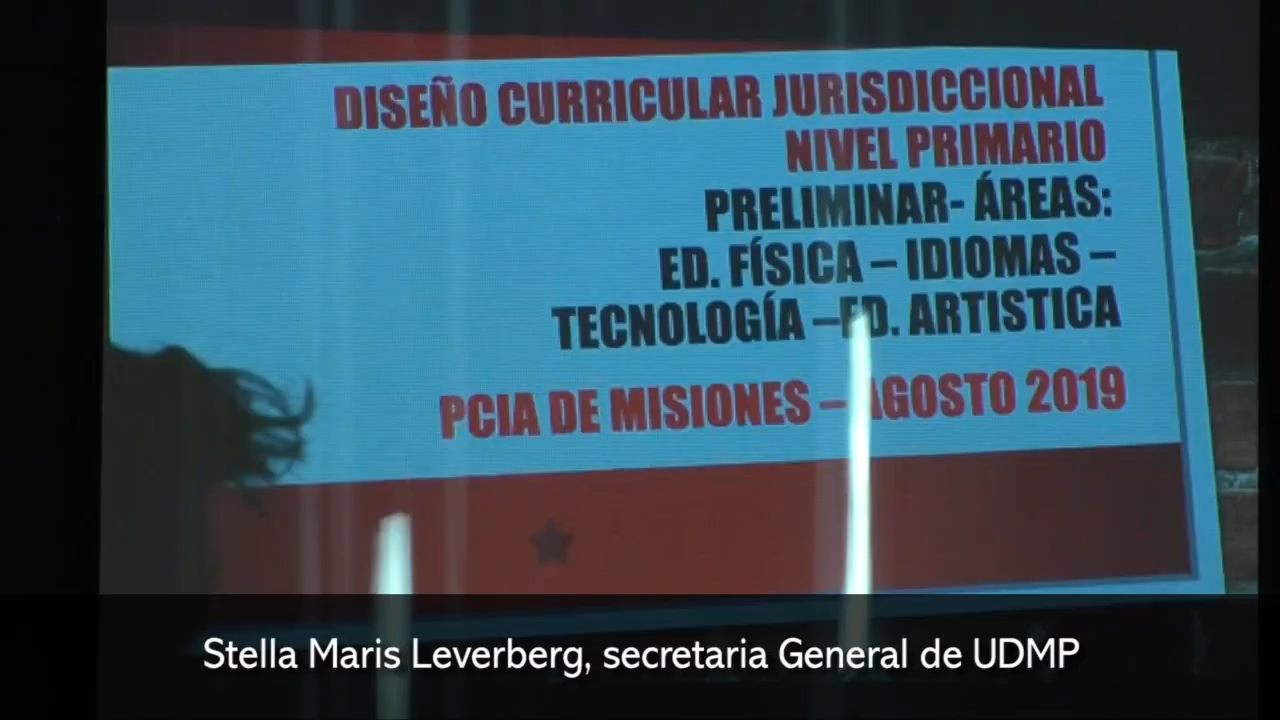 DISEÑO CURRICULAR JURISDICCIONAL
NIVEL PRIMARIO
PRELIMINAR- ÁREAS:
ED. FÍSICA – IDIOMAS –
TECNOLOGÍA –ED. ARTISTICA
PCIA DE MISIONES – AGOSTO 2019
Stella Maris Leverberg, secretaria General de UDMP